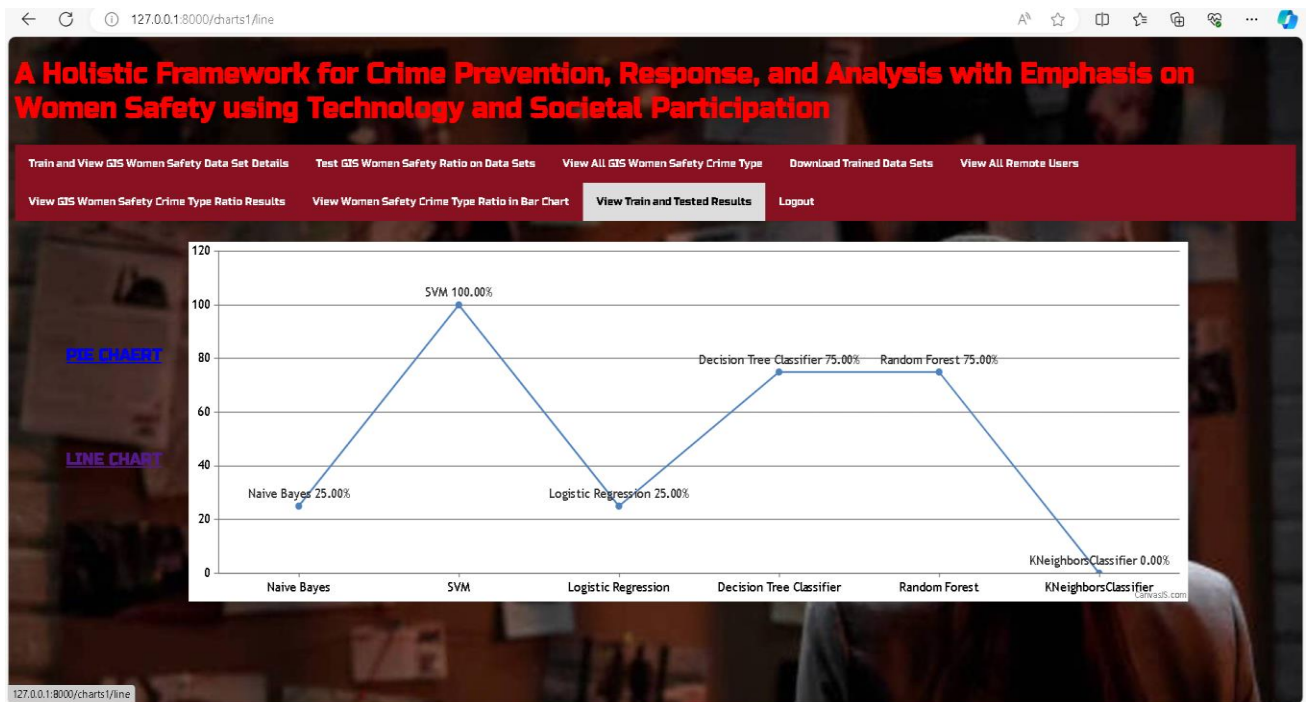 127.0.0.1:8000/charts1/line
A Holistic Framework for Crime Prevention, Response, and Analysis with Emphasis on
Women Safety using Technology and Societal Participation
Train and View GIS Women Safety Data Set Details Test GIS Women Safety Ratio on Data Sets View All GIS Women Safety Crime Type Download Trained Data Sets View All Remote Users
View GIS Women Safety Crime Type Ratio Results View Women Safety Crime Type Ratio in Bar Chart View Train and Tested Results Logout
120
SVM 100.00%
100
PIE CHAERT
80
Decision Tree Classifier 75.00% Random Forest 75.00%
60
LINE CHART
40
Naive Bayes 25.00% Logistic Regression 25.00%
20
KNeighborsClassifier 0.00%
0
Naive Bayes SVM Logistic Regression Decision Tree Classifier Random Forest KNeighborsClassifier
CanvasJS.com
127.0.0.1:8000/charts1/line